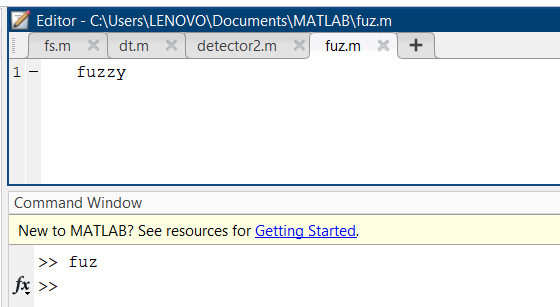 Editor - C:\Users\LENOVO\Documents\MATLAB\fuz.m
fs.m dt.m detector2.m fuz.m
1 - fuzzy
Command Window
New to MATLAB? See resources for Getting Started.
>> fuz
fx >>